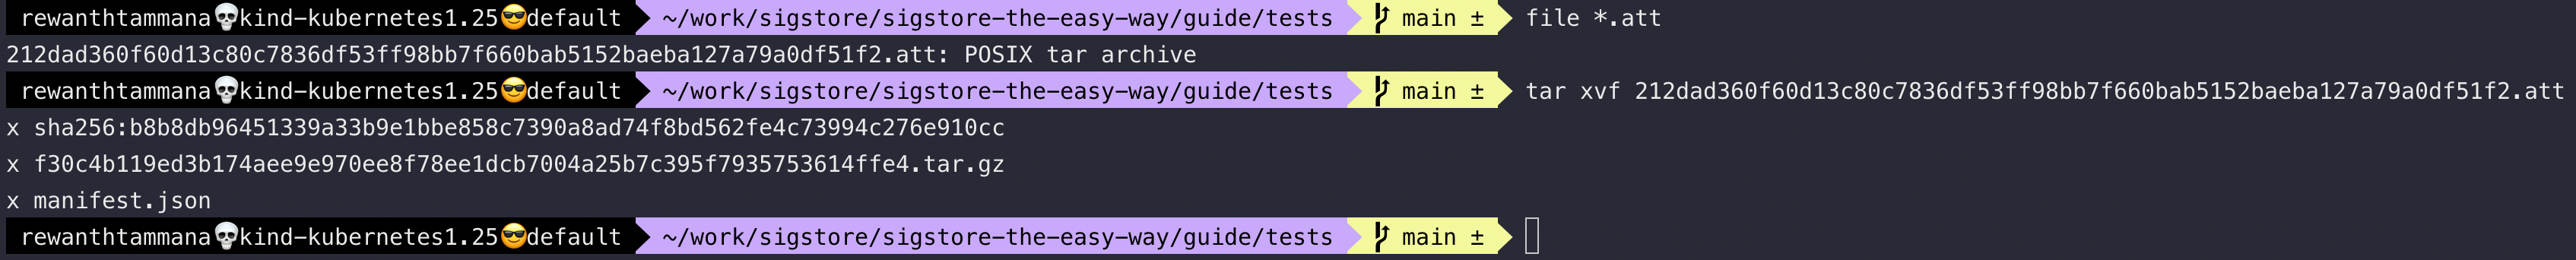 rewanthtammana💀kind-kubernetes1.25😎default ~/work/sigstore/sigstore-the-easy-way/guide/tests main ± file *.att
212dad360f60d13c80c7836df53ff98bb7f660bab5152baeba127a79a0df51f2.att: POSIX tar archive
rewanthtammana💀kind-kubernetes1.25😎default ~/work/sigstore/sigstore-the-easy-way/guide/tests main ± tar xvf 212dad360f60d13c80c7836df53ff98bb7f660bab5152baeba127a79a0df51f2.att
x sha256:b8b8db96451339a33b9e1bbe858c7390a8ad74f8bd562fe4c73994c276e910cc
x f30c4b119ed3b174aee9e970ee8f78ee1dcb7004a25b7c395f7935753614ffe4.tar.gz
x manifest.json
rewanthtammana💀kind-kubernetes1.25😎default ~/work/sigstore/sigstore-the-easy-way/guide/tests main ±